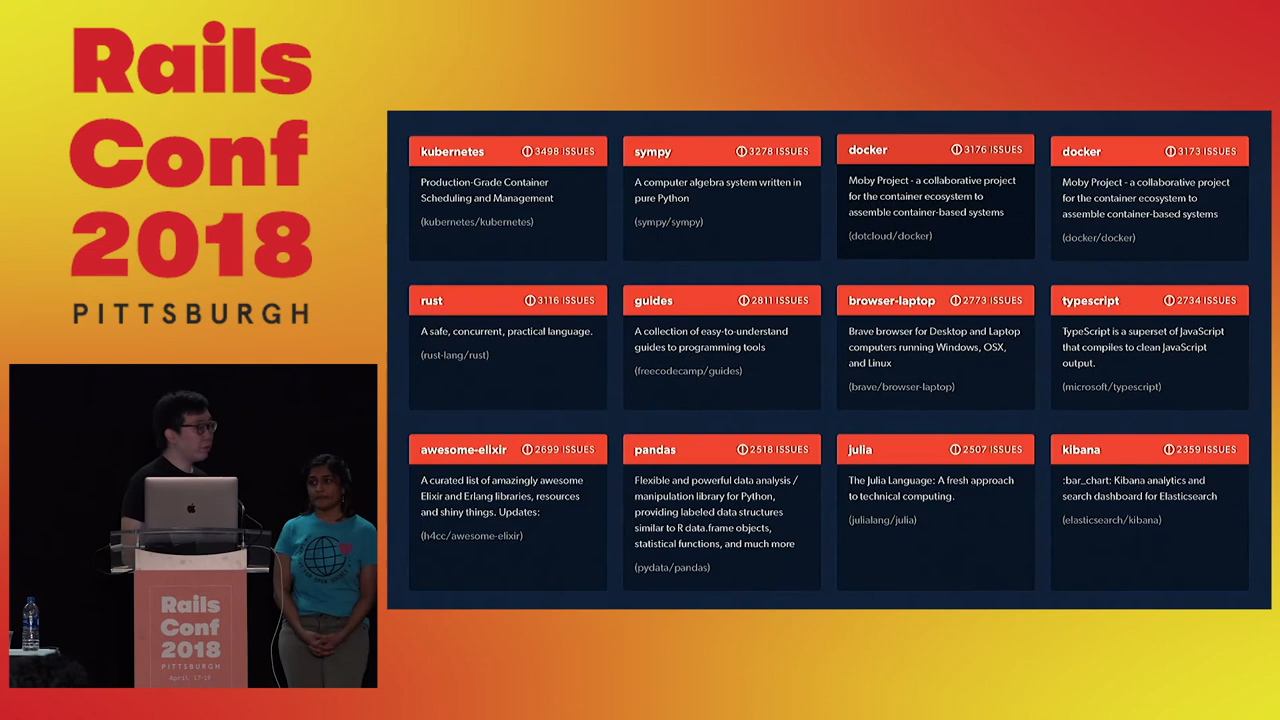 Rails
Conf
2018
PITTSBURGH
kubernetes 3498 ISSUES
Production-Grade Container
Scheduling and Management
(kubernetes/kubernetes)
sympy 3278 ISSUES
A computer algebra system written in
pure Python
(sympy/sympy)
docker 3176 ISSUES
Moby Project - a collaborative project
for the container ecosystem to
assemble container-based systems
(dotcloud/docker)
docker 3173 ISSUES
Moby Project - a collaborative project
for the container ecosystem to
assemble container-based systems
(docker/docker)
rust 3116 ISSUES
A safe, concurrent, practical language.
(rust-lang/rust)
guides 2811 ISSUES
A collection of easy-to-understand
guides to programming tools
(freecodecamp/guides)
browser-laptop 2773 ISSUES
Brave browser for Desktop and Laptop
computers running Windows, OSX,
and Linux
(brave/browser-laptop)
typescript 2734 ISSUES
TypeScript is a superset of JavaScript
that compiles to clean JavaScript
output.
(microsoft/typescript)
awesome-elixir 2699 ISSUES
A curated list of amazingly awesome
Elixir and Erlang libraries, resources
and shiny things. Updates:
(h4cc/awesome-elixir)
pandas 2518 ISSUES
Flexible and powerful data analysis /
manipulation library for Python,
providing labeled data structures
similar to R data.frame objects,
statistical functions, and much more
(pydata/pandas)
julia 2507 ISSUES
The Julia Language: A fresh approach
to technical computing.
(julialang/julia)
kibana 2359 ISSUES
:bar_chart: Kibana analytics and
search dashboard for Elasticsearch
(elasticsearch/kibana)
Rails
Conf
2018
PITTSBURGH
April 17-19